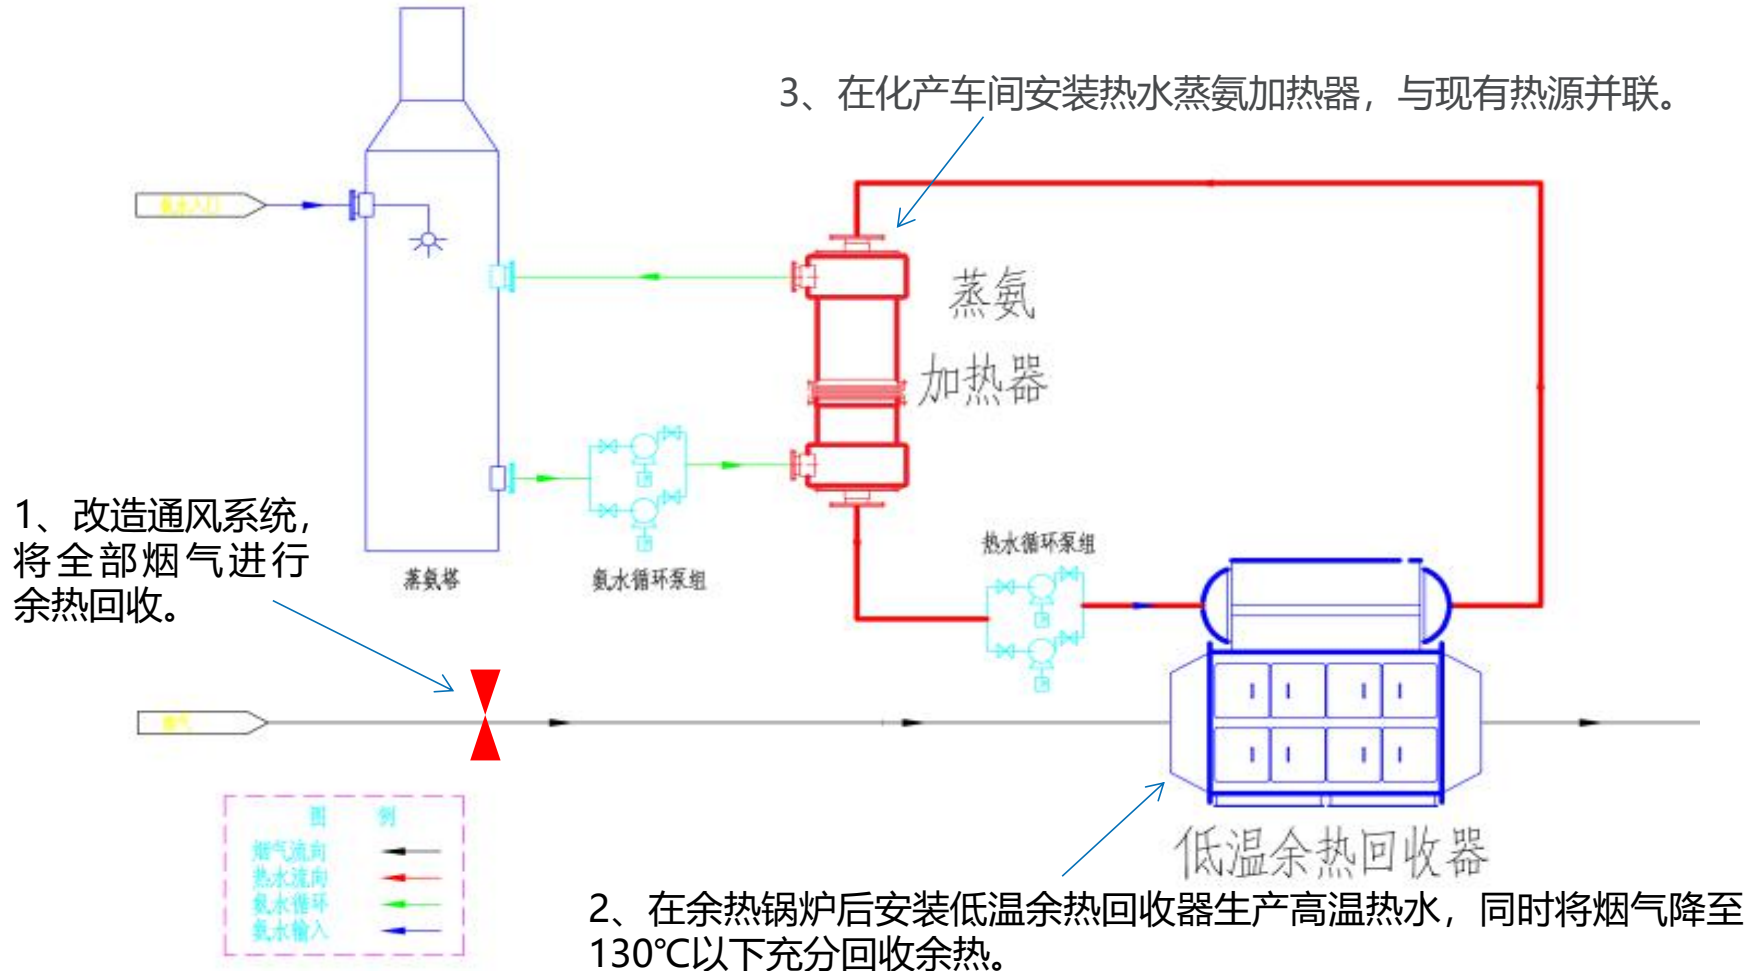 3、在化产车间安装热水蒸氨加热器，与现有热源并联。
氨水入口
蒸氨
加热器
1、改造通风系统，
将全部烟气进行
余热回收。
热水循环泵组
蒸氨塔
氨水循环泵组
烟气
低温余热回收器
图 例
烟气流向
热水流向
氨水循环
氨水输入
2、在余热锅炉后安装低温余热回收器生产高温热水，同时将烟气降至
130℃以下充分回收余热。